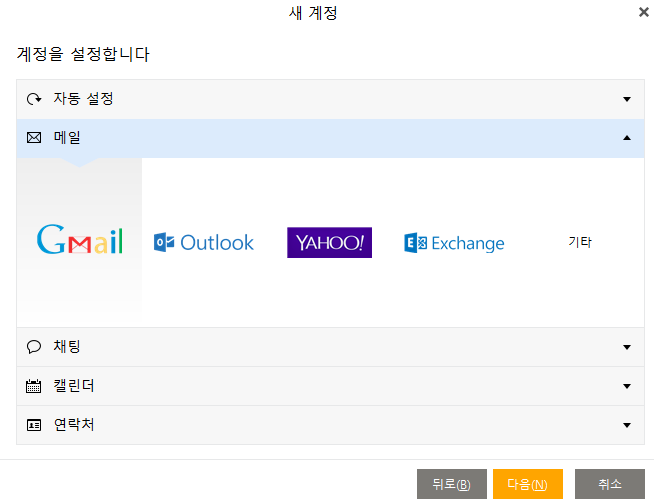 새 계정
계정을 설정합니다
자동 설정
메일
Gmail
Outlook
YAHOO!
Exchange
기타
채팅
캘린더
연락처
뒤로(B) 다음(N) 취소